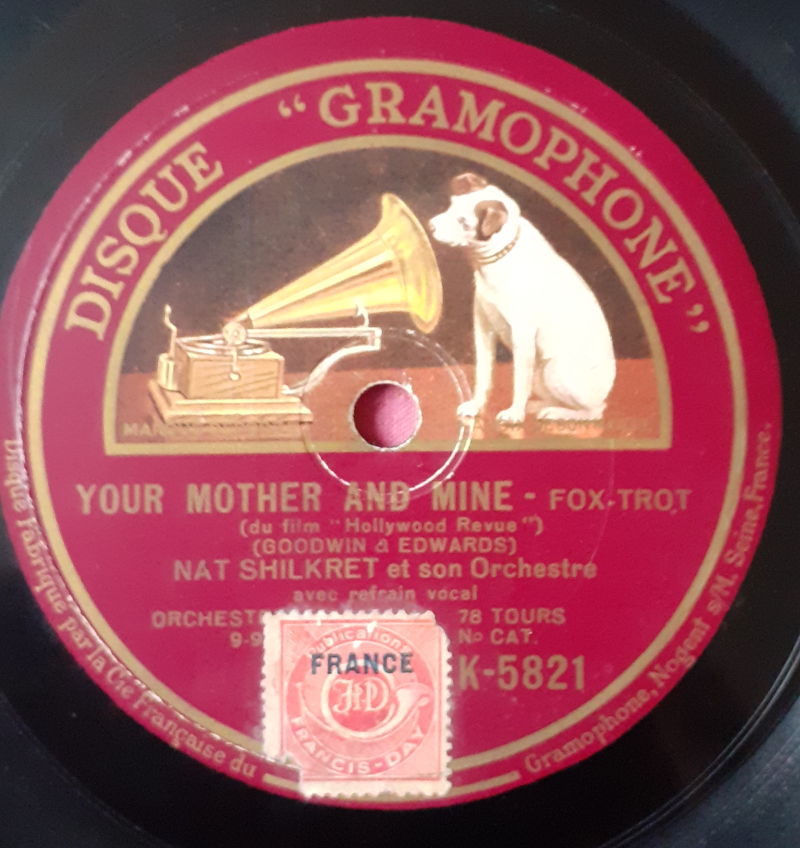 DISQUE "GRAMOPHONE"
YOUR MOTHER AND MINE - FOX-TROT
(du film "Hollywood Revue")
(GOODWIN & EDWARDS)
NAT SHILKRET et son Orchestre
avec refrain vocal
78 TOURS
No CAT.
K-5821
Publications
FRANCE
FRANCIS-DAY
Disque Fabriqué par la Cie Française du Gramophone, Nogent s/M. Seine, France.